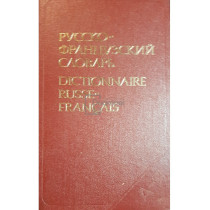 РУССКО-
ФРАНЦУЗСКИЙ
СЛОВАРЬ
DICTIONNAIRE
RUSSE-
FRANÇAIS